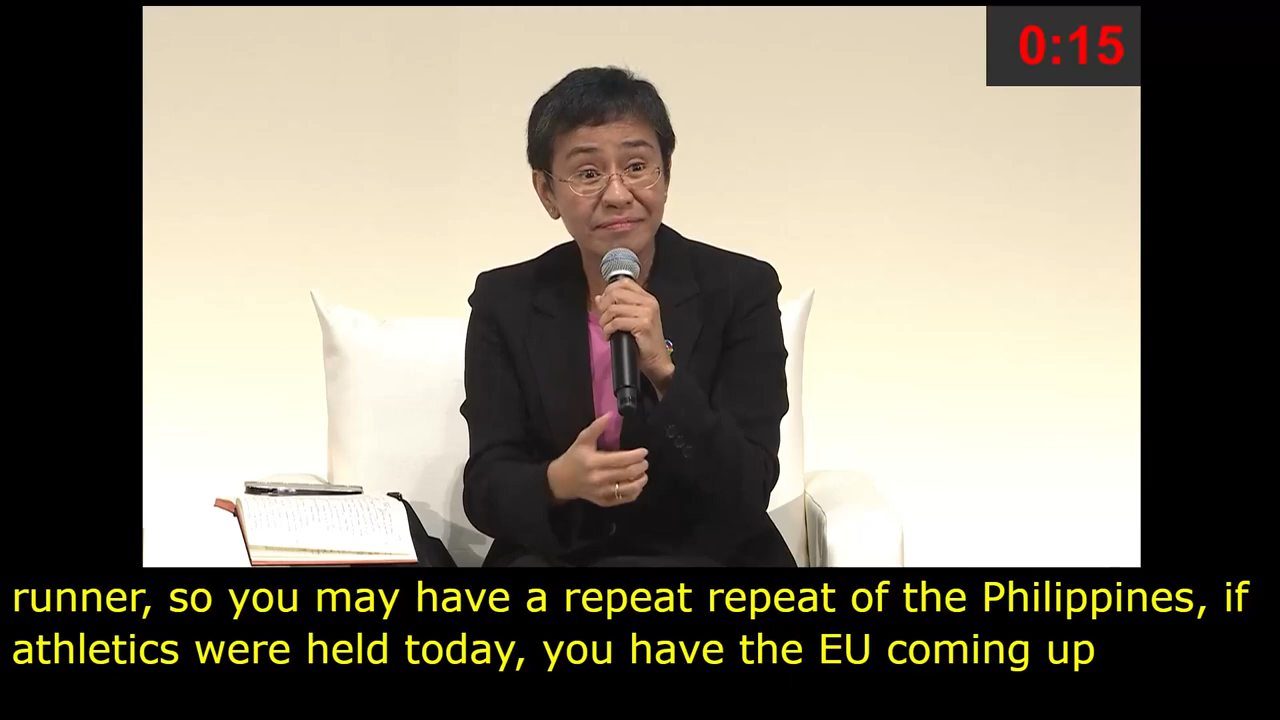 0:15
runner, so you may have a repeat repeat of the Philippines, if
athletics were held today, you have the EU coming up